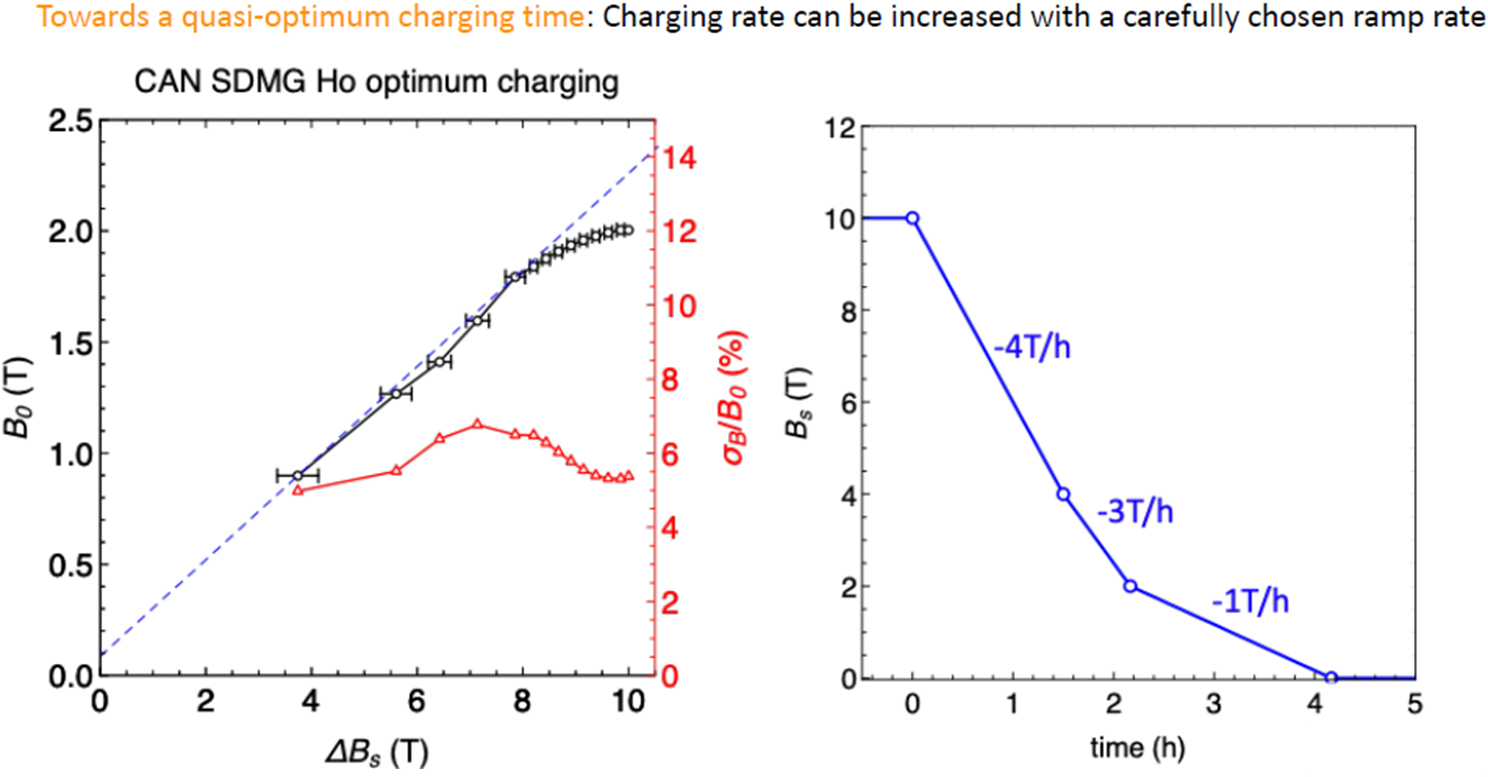 Towards a quasi-optimum charging time: Charging rate can be increased with a carefully chosen ramp rate
CAN SDMG Ho optimum charging
2.5
2.0
1.5
1.0
0.5
0.0
B0 (T)
0 2 4 6 8 10
ΔBs (T)
14
12
10
8
6
4
2
0
σB/B0 (%)
12
10
8
6
4
2
0
Bs (T)
-4T/h
-3T/h
-1T/h
0 1 2 3 4 5
time (h)